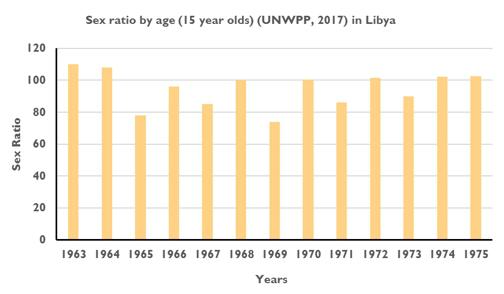 Sex ratio by age (15 year olds) (UNWPP, 2017) in Libya
120
100
80
60
40
20
0
Sex Ratio
1963 1964 1965 1966 1967 1968 1969 1970 1971 1972 1973 1974 1975
Years